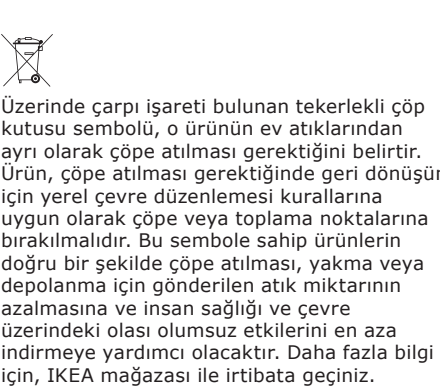 Üzerinde çarpı işareti bulunan tekerlekli çöp
kutusu sembolü, o ürünün ev atıklarından
ayrı olarak çöpe atılması gerektiğini belirtir.
Ürün, çöpe atılması gerektiğinde geri dönüşüm
için yerel çevre düzenlemesi kurallarına
uygun olarak çöpe veya toplama noktalarına
bırakılmalıdır. Bu sembole sahip ürünlerin
doğru bir şekilde çöpe atılması, yakma veya
depolanma için gönderilen atık miktarının
azalmasına ve insan sağlığı ve çevre
üzerindeki olası olumsuz etkilerini en aza
indirmeye yardımcı olacaktır. Daha fazla bilgi
için, IKEA mağazası ile irtibata geçiniz.